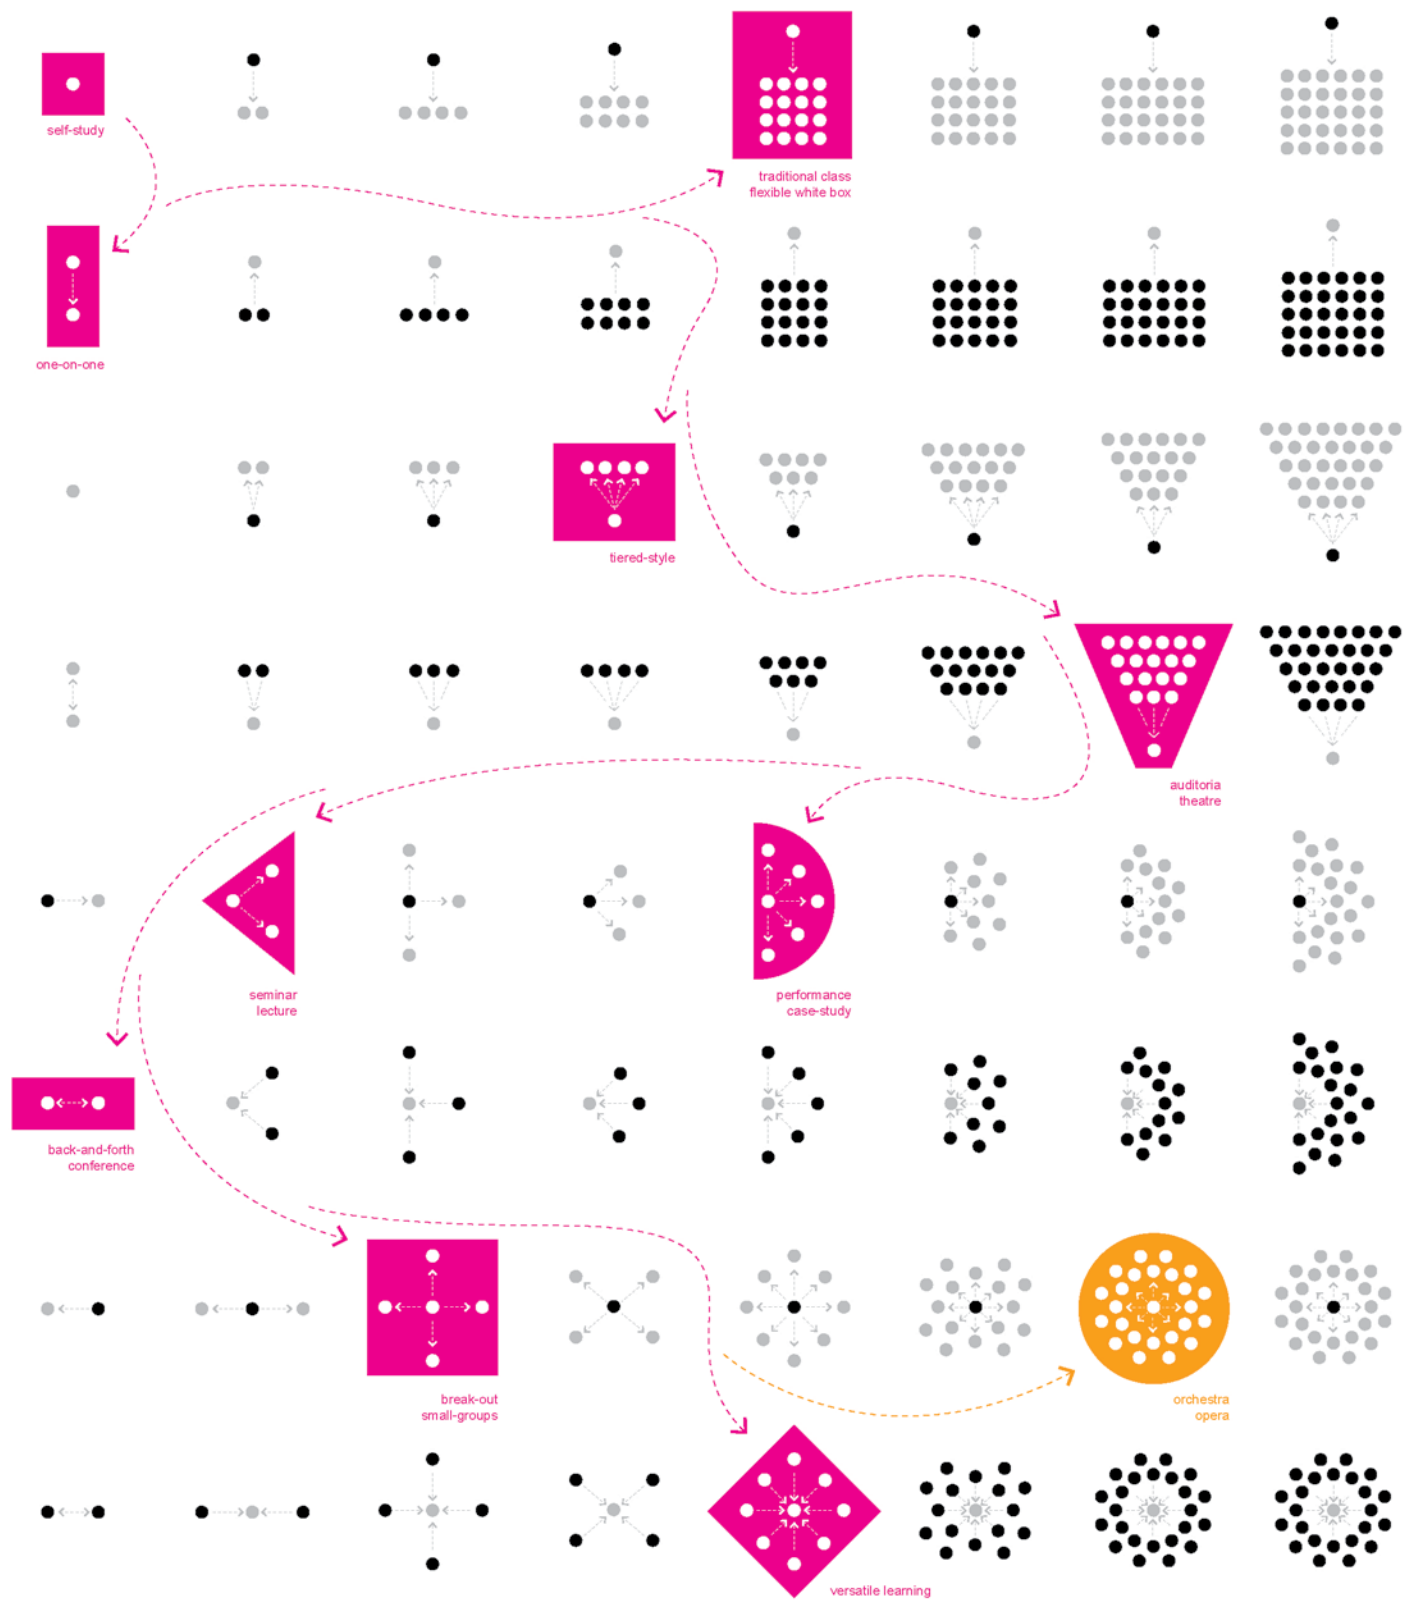 self-study
traditional class
flexible white box
one-on-one
tiered-style
auditoria
theatre
seminar
lecture
performance
case-study
back-and-forth
conference
break-out
small-groups
orchestra
opera
versatile learning